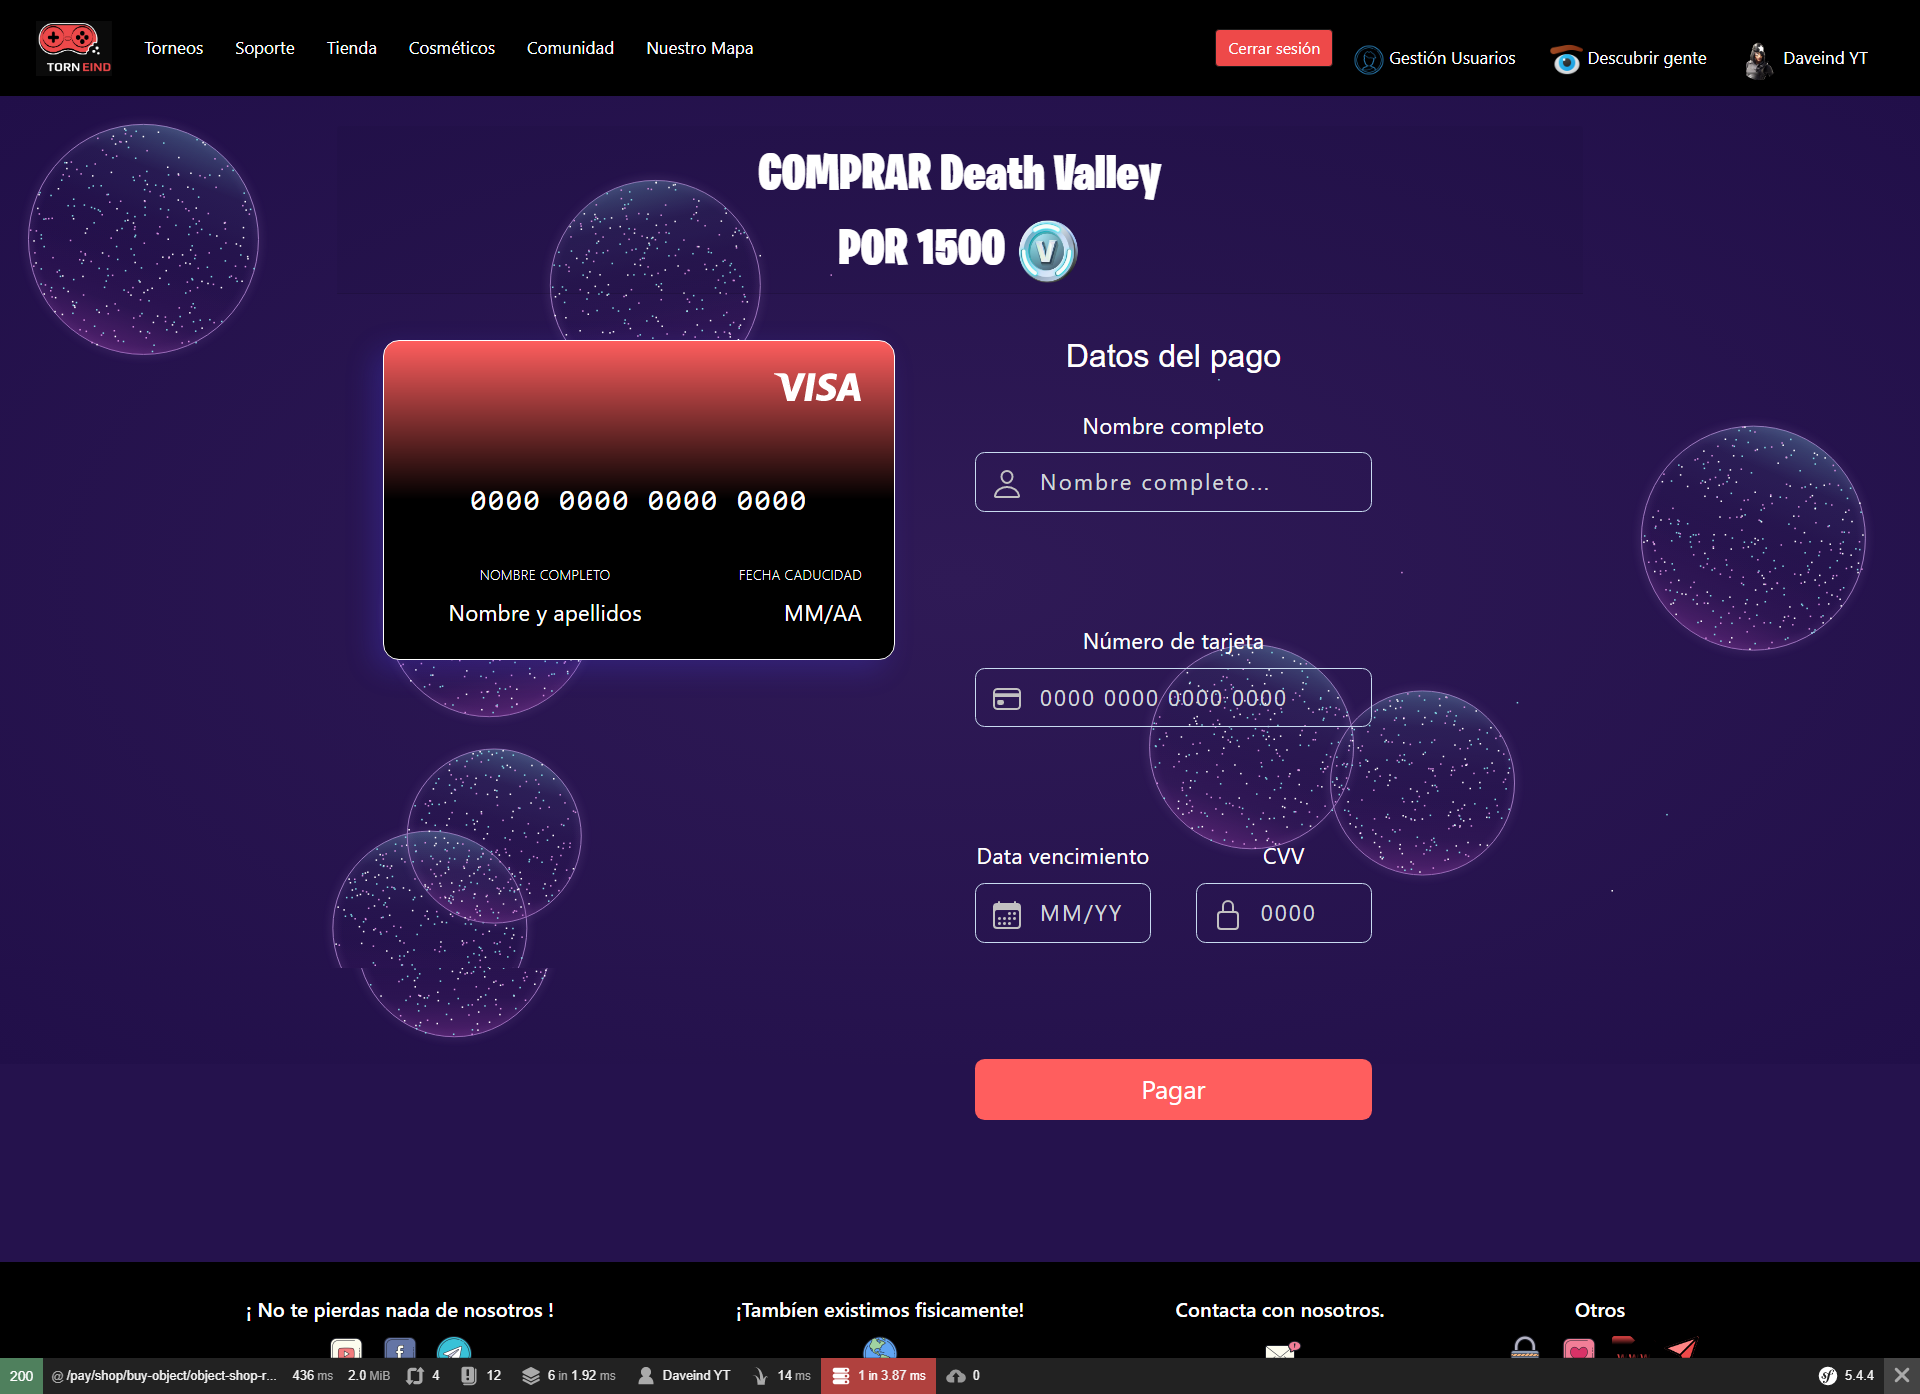 TORNEIND
Torneos
Soporte
Tienda
Cosméticos
Comunidad
Nuestro Mapa
Cerrar sesión
Gestión Usuarios
Descubrir gente
Daveind YT
COMPRAR Death Valley
POR 1500 V
VISA
0000 0000 0000 0000
NOMBRE COMPLETO
FECHA CADUCIDAD
Nombre y apellidos
MM/AA
Datos del pago
Nombre completo
Nombre completo...
Número de tarjeta
0000 0000 0000 0000
Data vencimiento
CVV
MM/YY
0000
Pagar
¡ No te pierdas nada de nosotros !
¡Tambíen existimos fisicamente!
Contacta con nosotros.
Otros
200
@ /pay/shop/buy-object/object-shop-r...
436 ms
2.0 MiB
4
12
6 in 1.92 ms
Daveind YT
14 ms
1 in 3.87 ms
0
sf 5.4.4